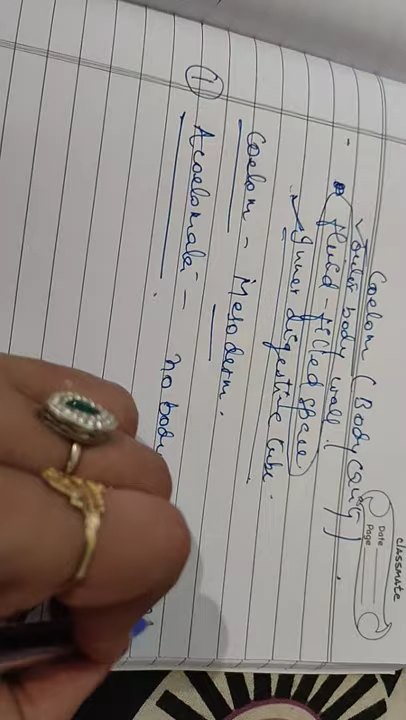 classmate
Date
Page
Coelom (Body cavity)
Outer body wall.
Fluid-filled space
Inner digestive tube.
Coelom - Mesoderm.
① Acoelomate - no body